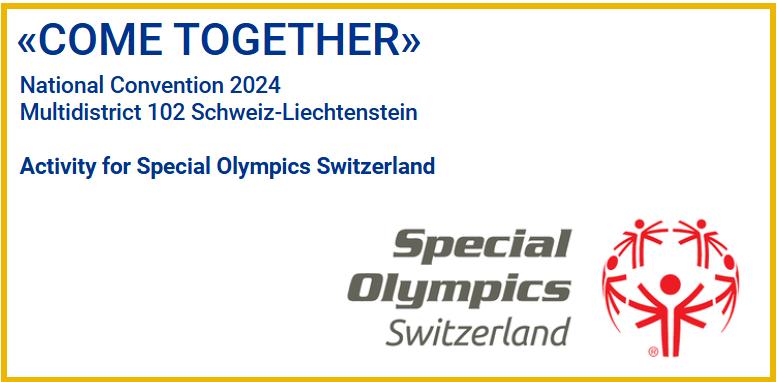 «COME TOGETHER»
National Convention 2024
Multidistrict 102 Schweiz-Liechtenstein
Activity for Special Olympics Switzerland
Special
Olympics
Switzerland
®